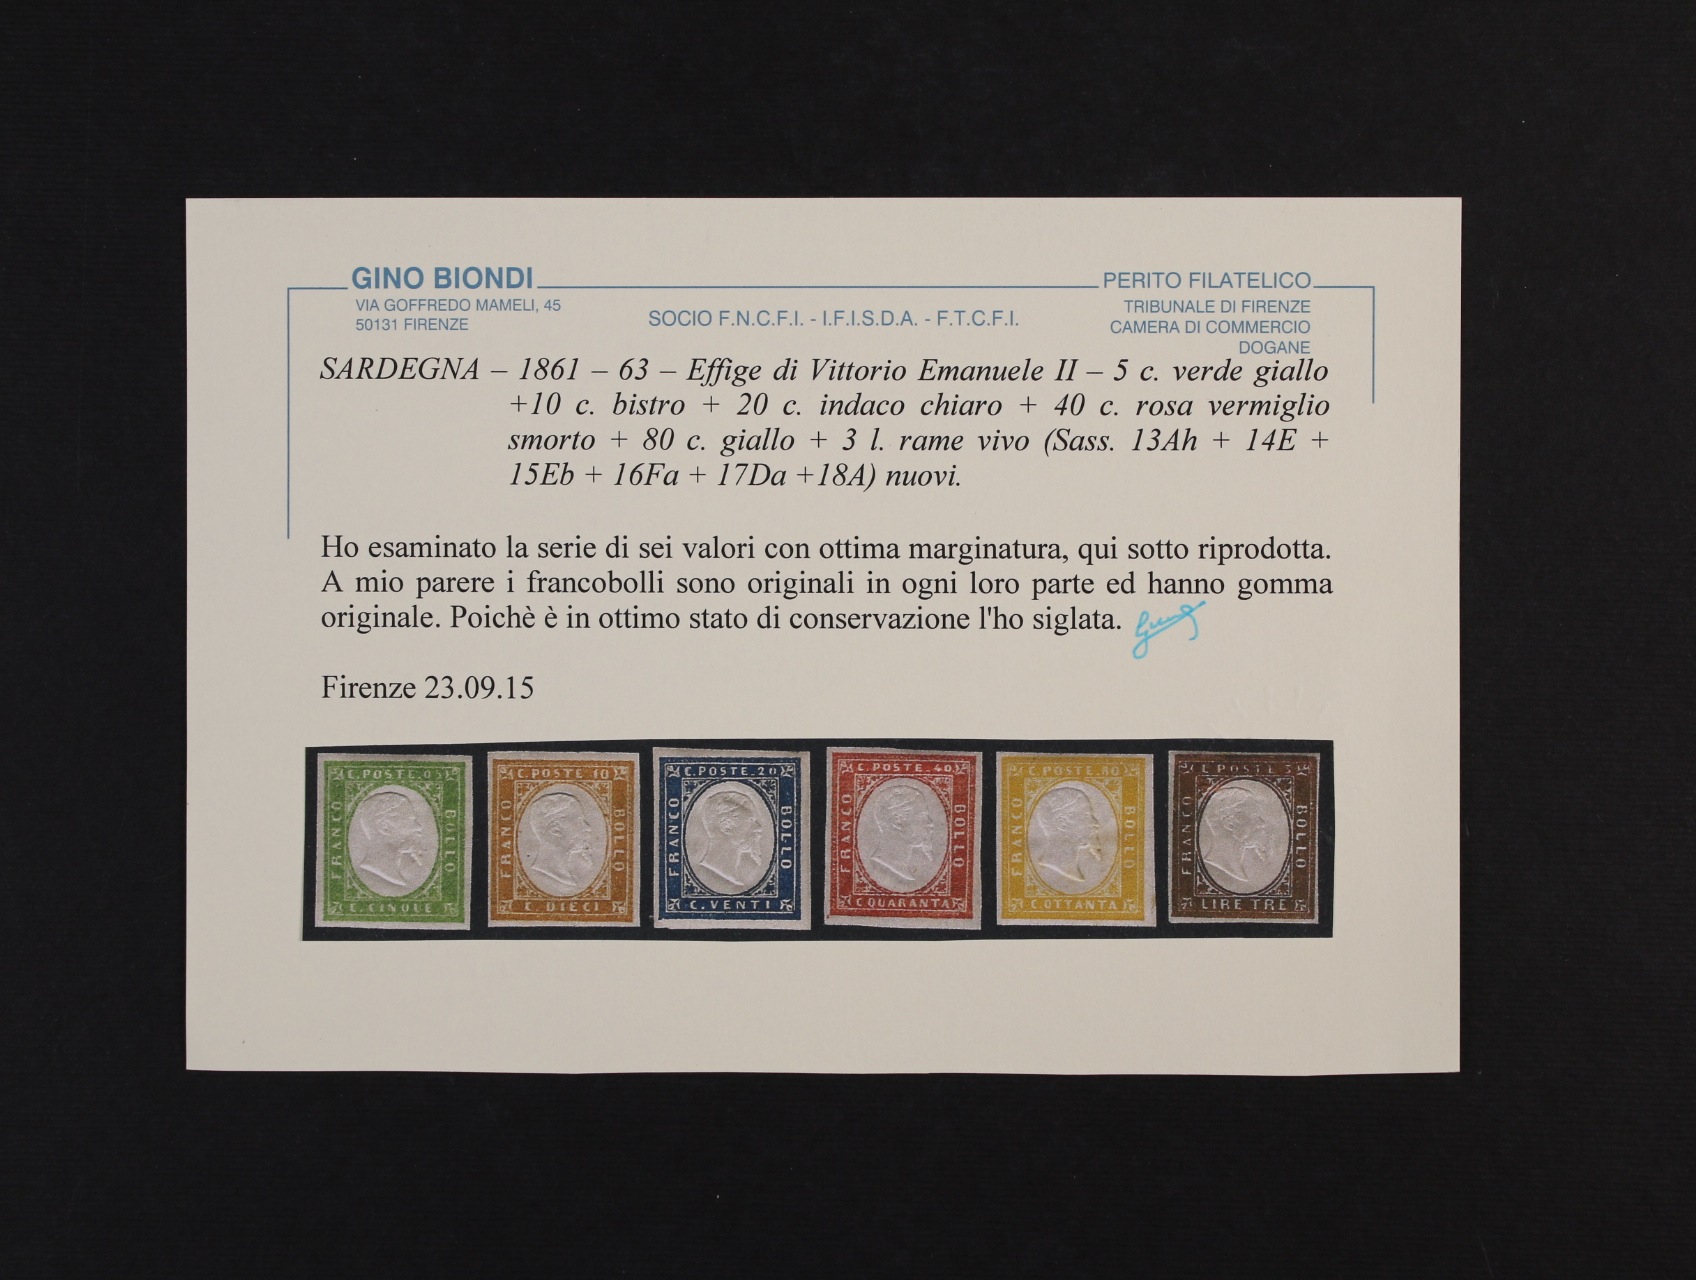 GINO BIONDI
VIA GOFFREDO MAMELI, 45
50131 FIRENZE
SOCIO F.N.C.F.I. - I.F.I.S.D.A. - F.T.C.F.I.
PERITO FILATELICO
TRIBUNALE DI FIRENZE
CAMERA DI COMMERCIO
DOGANE
SARDEGNA – 1861 – 63 – Effige di Vittorio Emanuele II – 5 c. verde giallo
+10 c. bistro + 20 c. indaco chiaro + 40 c. rosa vermiglio
smorto + 80 c. giallo + 3 l. rame vivo (Sass. 13Ah + 14E +
15Eb + 16Fa + 17Da +18A) nuovi.
Ho esaminato la serie di sei valori con ottima marginatura, qui sotto riprodotta.
A mio parere i francobolli sono originali in ogni loro parte ed hanno gomma
originale. Poichè è in ottimo stato di conservazione l'ho siglata.
Firenze 23.09.15
C.POSTE.05
FRANCO
BOLLO
C.CINQUE
C.POSTE 10
FRANCO
BOLLO
C. DIECI
C.POSTE.20
FRANCO
BOLLO
C.VENTI
C.POSTE.40
FRANCO
BOLLO
C.QUARANTA
C.POSTE.80
FRANCO
BOLLO
C.OTTANTA
L.POSTE.3
FRANCO
BOLLO
LIRE TRE